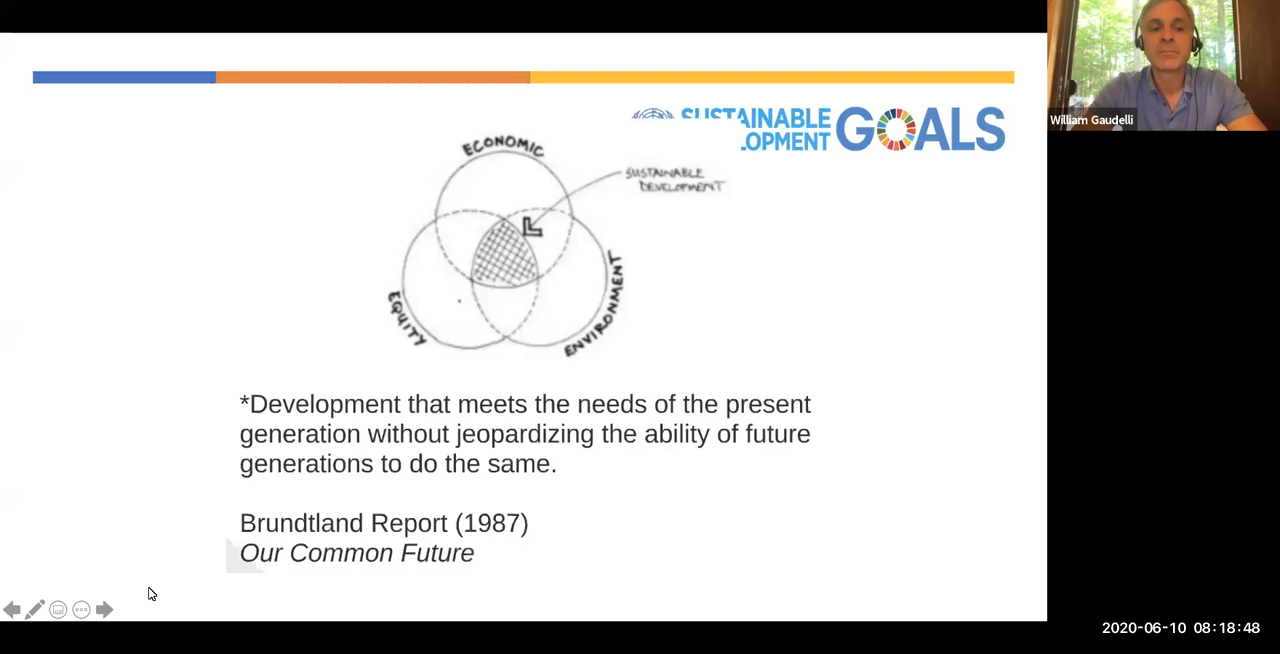 SUSTAINABLE
GOALS
ECONOMIC
SUSTAINABLE
DEVELOPMENT
EQUITY
ENVIRONMENT
*Development that meets the needs of the present
generation without jeopardizing the ability of future
generations to do the same.
Brundtland Report (1987)
Our Common Future
William Gaudelli
2020-06-10 08:18:48